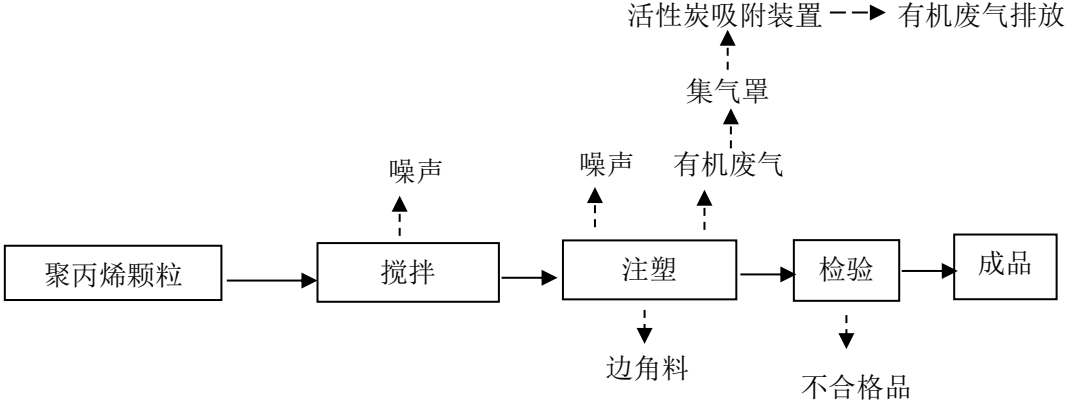 活性炭吸附装置 有机废气排放
集气罩
噪声 噪声 有机废气
聚丙烯颗粒 搅拌 注塑 检验 成品
边角料
不合格品